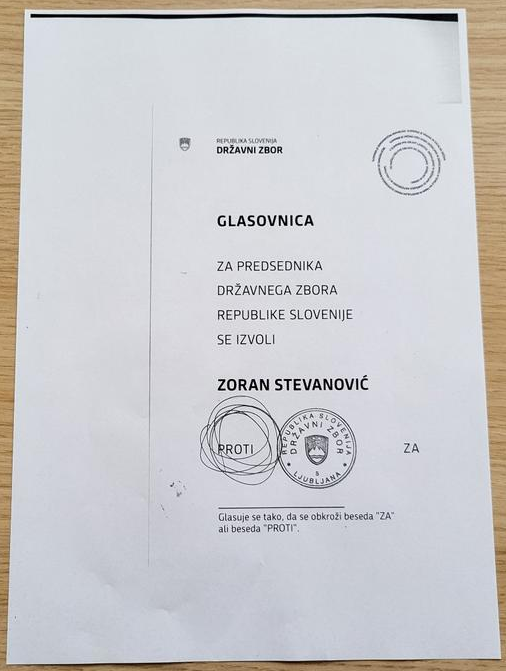 REPUBLIKA SLOVENIJA
DRŽAVNI ZBOR
GLASOVNICA
ZA PREDSEDNIKA
DRŽAVNEGA ZBORA
REPUBLIKE SLOVENIJE
SE IZVOLI
ZORAN STEVANOVIĆ
PROTI
REPUBLIKA SLOVENIJA
DRŽAVNI ZBOR
5
LJUBLJANA
ZA
Glasuje se tako, da se obkroži beseda "ZA"
ali beseda "PROTI".